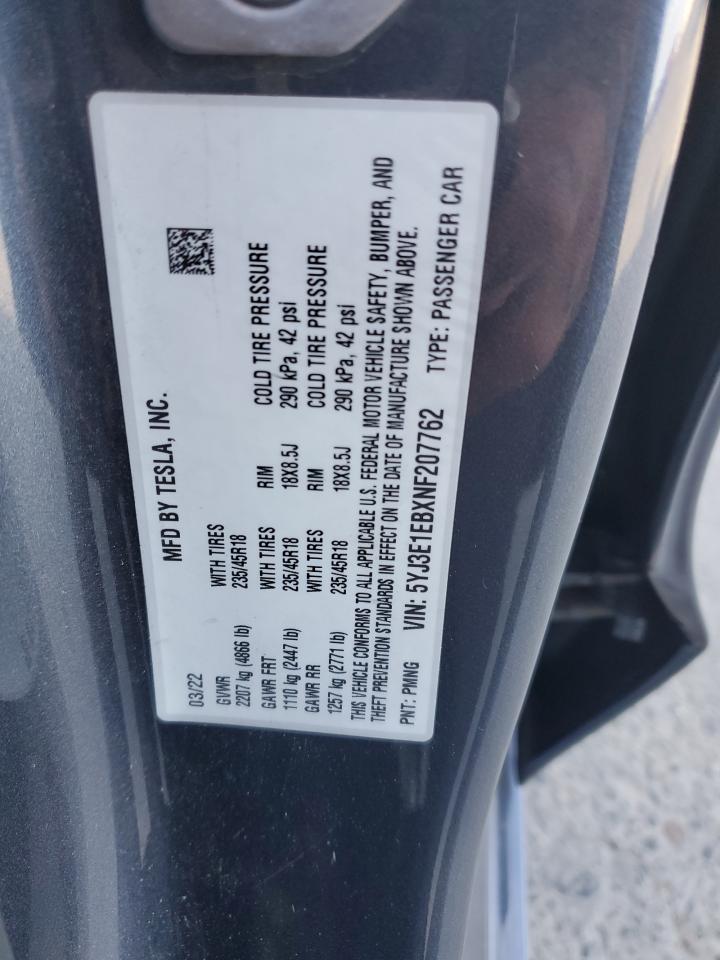 MFD BY TESLA, INC.
03/22
GVWR WITH TIRES
2207 kg (4866 lb) 235/45R18
GAWR FRT WITH TIRES RIM COLD TIRE PRESSURE
1110 kg (2447 lb) 235/45R18 18X8.5J 290 kPa, 42 psi
GAWR RR WITH TIRES RIM COLD TIRE PRESSURE
1257 kg (2771 lb) 235/45R18 18X8.5J 290 kPa, 42 psi
THIS VEHICLE CONFORMS TO ALL APPLICABLE U.S. FEDERAL MOTOR VEHICLE SAFETY, BUMPER, AND
THEFT PREVENTION STANDARDS IN EFFECT ON THE DATE OF MANUFACTURE SHOWN ABOVE.
PNT: PMNG VIN: 5YJ3E1EBXNF207762 TYPE: PASSENGER CAR